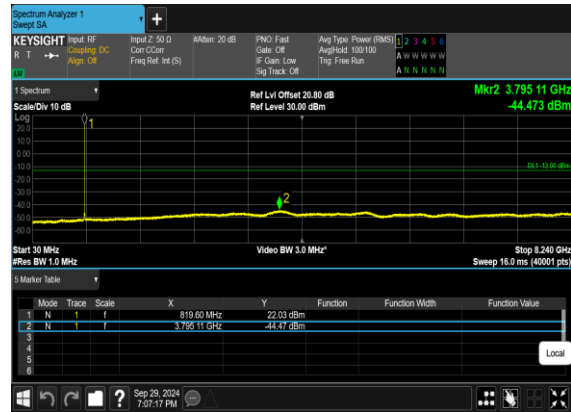 Spectrum Analyzer 1
Swept SA
+
KEYSIGHT Input: RF Input Z: 50 Ω #Atten: 20 dB PNO: Fast Avg Type: Power (RMS) 1 2 3 4 5 6
R T Coupling: DC Corr CCorr Gate: Off Avg|Hold: 100/100 A W W W W W
Align: Off Freq Ref: Int (S) IF Gain: Low Trig: Free Run
Sig Track: Off A N N N N N
1 Spectrum Ref Lvl Offset 20.80 dB Mkr2 3.795 11 GHz
Scale/Div 10 dB Ref Level 30.00 dBm -44.473 dBm
Log
1
20.0
10.0
0.00
-10.0
DL1 -13.00 dBm
-20.0
-30.0
-40.0
2
-50.0
-60.0
Start 30 MHz Video BW 3.0 MHz* Stop 8.240 GHz
#Res BW 1.0 MHz Sweep 16.0 ms (40001 pts)
5 Marker Table
Mode Trace Scale X Y Function Function Width Function Value
1 N 1 f 819.60 MHz 22.03 dBm
2 N 1 f 3.795 11 GHz -44.47 dBm
3
4
5
6
Local
? Sep 29, 2024
7:07:17 PM